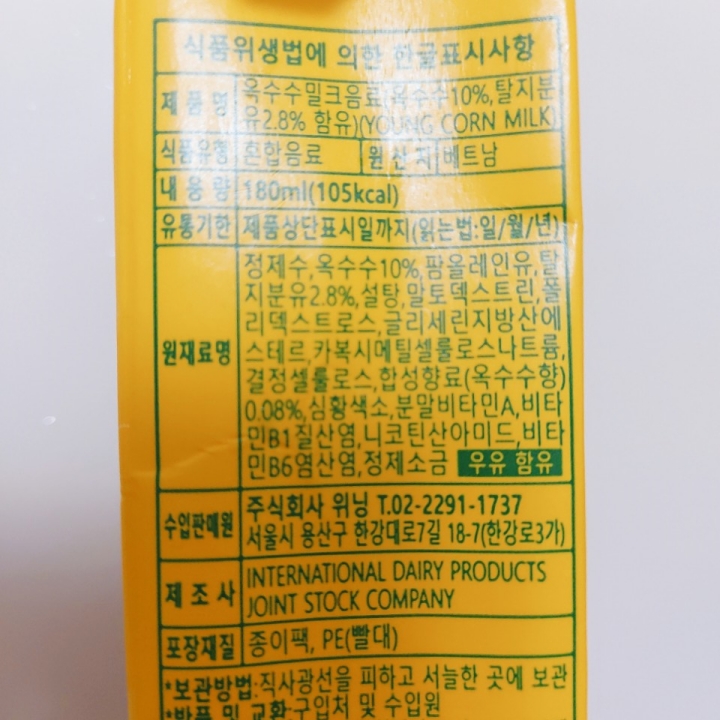 식품위생법에 의한 한글표시사항
제 품 명 옥수수밀크음료(옥수수10%,탈지분
유2.8% 함유)(YOUNG CORN MILK)
식품유형 혼합음료 원 산 지 베트남
내 용 량 180ml(105kcal)
유통기한 제품상단표시일까지(읽는법:일/월/년)
정제수,옥수수10%,팜올레인유,탈
지분유2.8%,설탕,말토덱스트린,폴
리덱스트로스,글리세린지방산에
원재료명 스테르,카복시메틸셀룰로스나트륨,
결정셀룰로스,합성향료(옥수수향)
0.08%,심황색소,분말비타민A,비타
민B1질산염,니코틴산아미드,비타
민B6염산염,정제소금 우유 함유
수입판매원 주식회사 위닝 T.02-2291-1737
서울시 용산구 한강대로7길 18-7(한강로3가)
제 조 사 INTERNATIONAL DAIRY PRODUCTS
JOINT STOCK COMPANY
포장재질 종이팩, PE(빨대)
*보관방법:직사광선을 피하고 서늘한 곳에 보관
*반품 및 교환:구입처 및 수입원